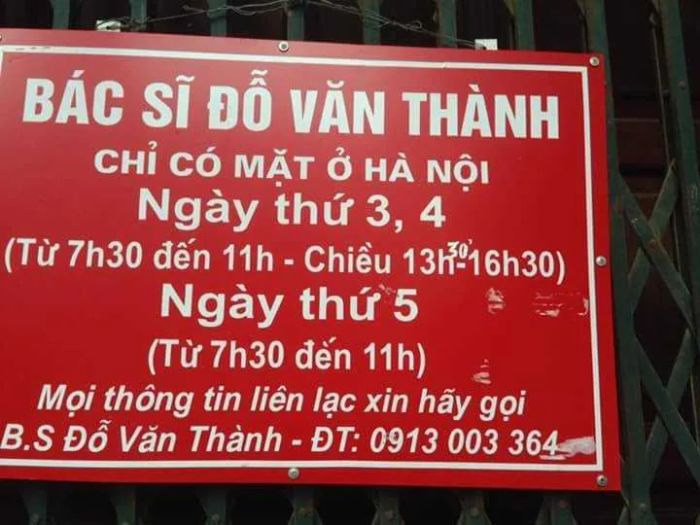 BÁC SĨ ĐỖ VĂN THÀNH
CHỈ CÓ MẶT Ở HÀ NỘI
Ngày thứ 3, 4
(Từ 7h30 đến 11h - Chiều 13h30'-16h30)
Ngày thứ 5
(Từ 7h30 đến 11h)
Mọi thông tin liên lạc xin hãy gọi
B.S Đỗ Văn Thành - ĐT: 0913 003 364